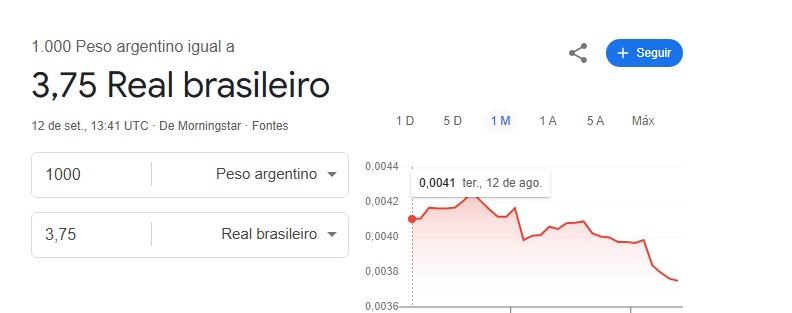 1.000 Peso argentino igual a
3,75 Real brasileiro
12 de set., 13:41 UTC · De Morningstar · Fontes
1000 Peso argentino
3,75 Real brasileiro
Seguir
1 D 5 D 1 M 1 A 5 A Máx
0,0041 ter., 12 de ago.
0,0044
0,0042
0,0040
0,0038
0,0036